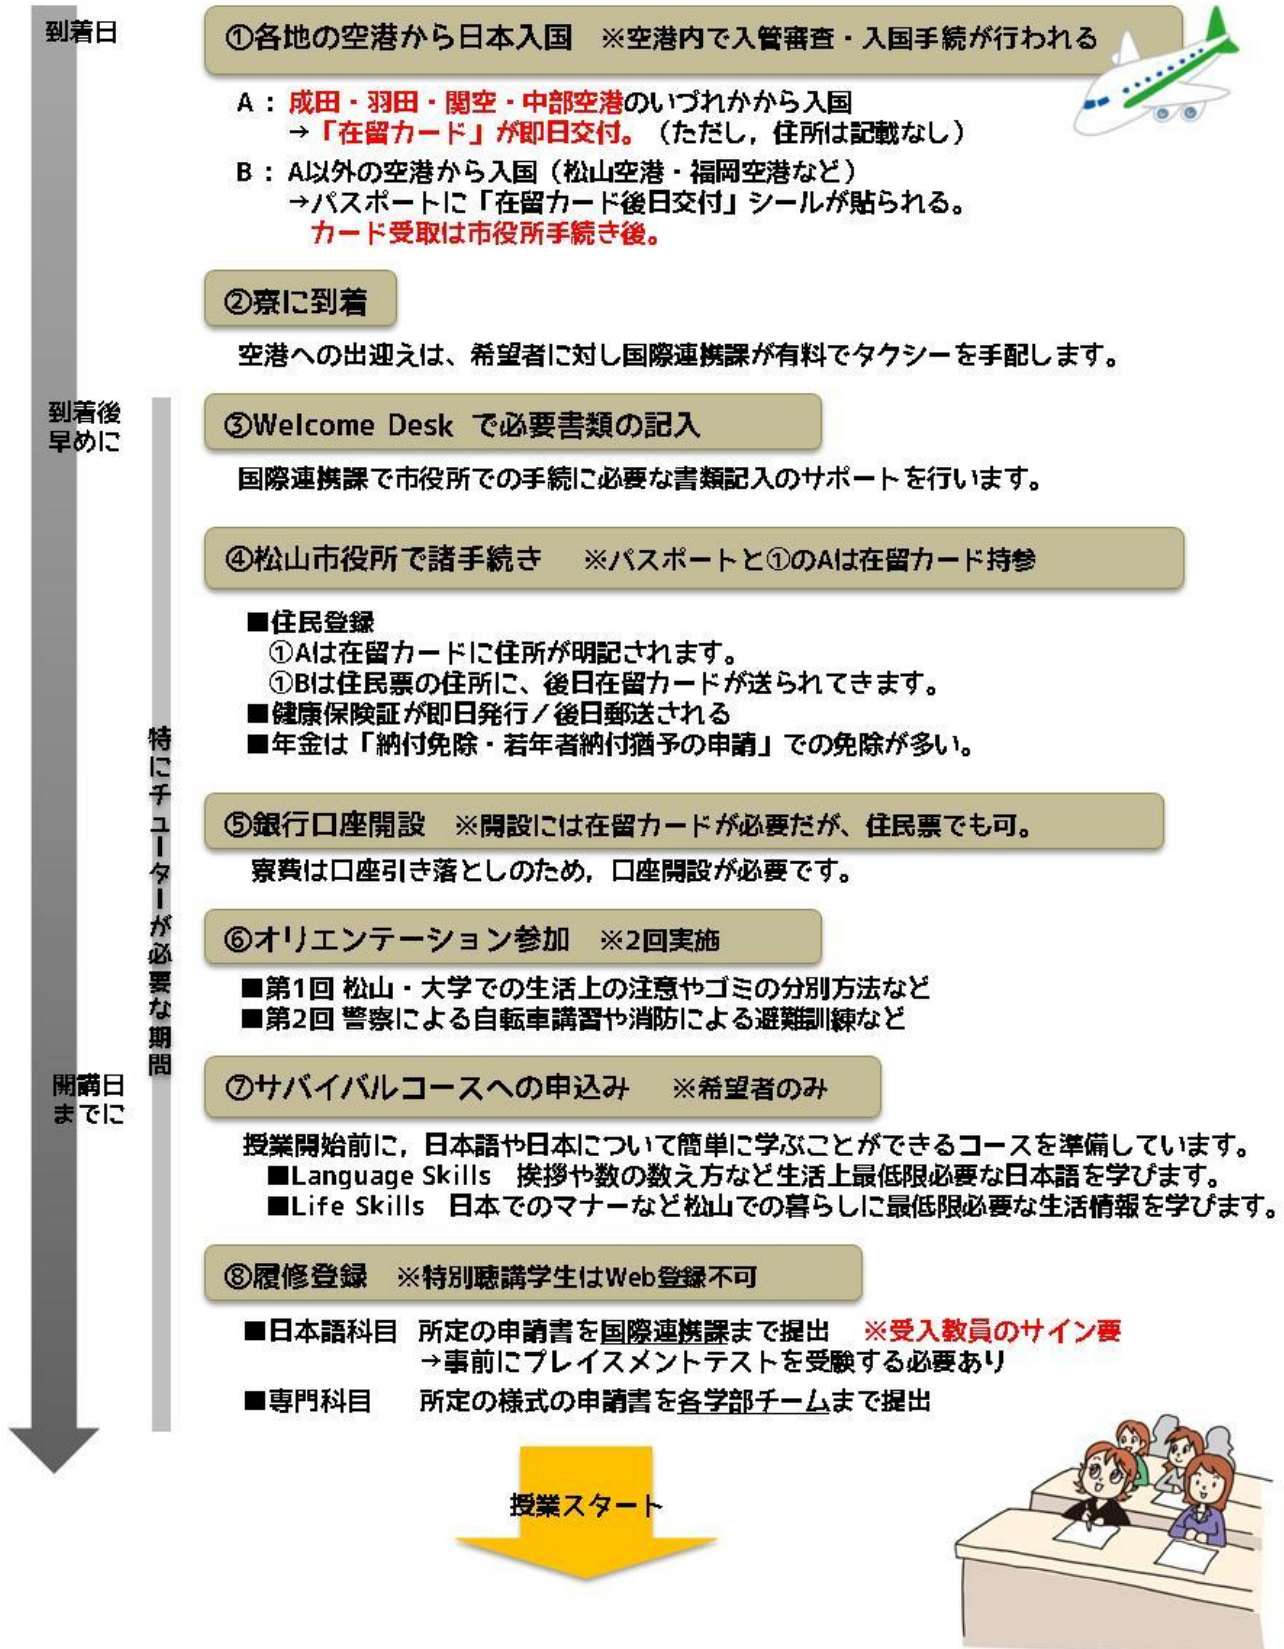 到着日
①各地の空港から日本入国 ※空港内で入管審査・入国手続が行われる
A：成田・羽田・関空・中部空港のいづれかから入国
→「在留カード」が即日交付。（ただし，住所は記載なし）
B：A以外の空港から入国（松山空港・福岡空港など）
→パスポートに「在留カード後日交付」シールが貼られる。
カード受取は市役所手続き後。
②寮に到着
空港への出迎えは、希望者に対し国際連携課が有料でタクシーを手配します。
到着後
早めに
③Welcome Desk で必要書類の記入
国際連携課で市役所での手続に必要な書類記入のサポートを行います。
④松山市役所で諸手続き ※パスポートと①のAは在留カード持参
■住民登録
①Aは在留カードに住所が明記されます。
①Bは住民票の住所に、後日在留カードが送られてきます。
■健康保険証が即日発行／後日郵送される
■年金は「納付免除・若年者納付猶予の申請」での免除が多い。
特にチューターが必要な期間
⑤銀行口座開設 ※開設には在留カードが必要だが、住民票でも可。
寮費は口座引き落としのため，口座開設が必要です。
⑥オリエンテーション参加 ※2回実施
■第1回 松山・大学での生活上の注意やゴミの分別方法など
■第2回 警察による自転車講習や消防による避難訓練など
開講日
までに
⑦サバイバルコースへの申込み ※希望者のみ
授業開始前に，日本語や日本について簡単に学ぶことができるコースを準備しています。
■Language Skills 挨拶や数の数え方など生活上最低限必要な日本語を学びます。
■Life Skills 日本でのマナーなど松山での暮らしに最低限必要な生活情報を学びます。
⑧履修登録 ※特別聴講学生はWeb登録不可
■日本語科目 所定の申請書を国際連携課まで提出 ※受入教員のサイン要
→事前にプレイスメントテストを受験する必要あり
■専門科目 所定の様式の申請書を各学部チームまで提出
授業スタート